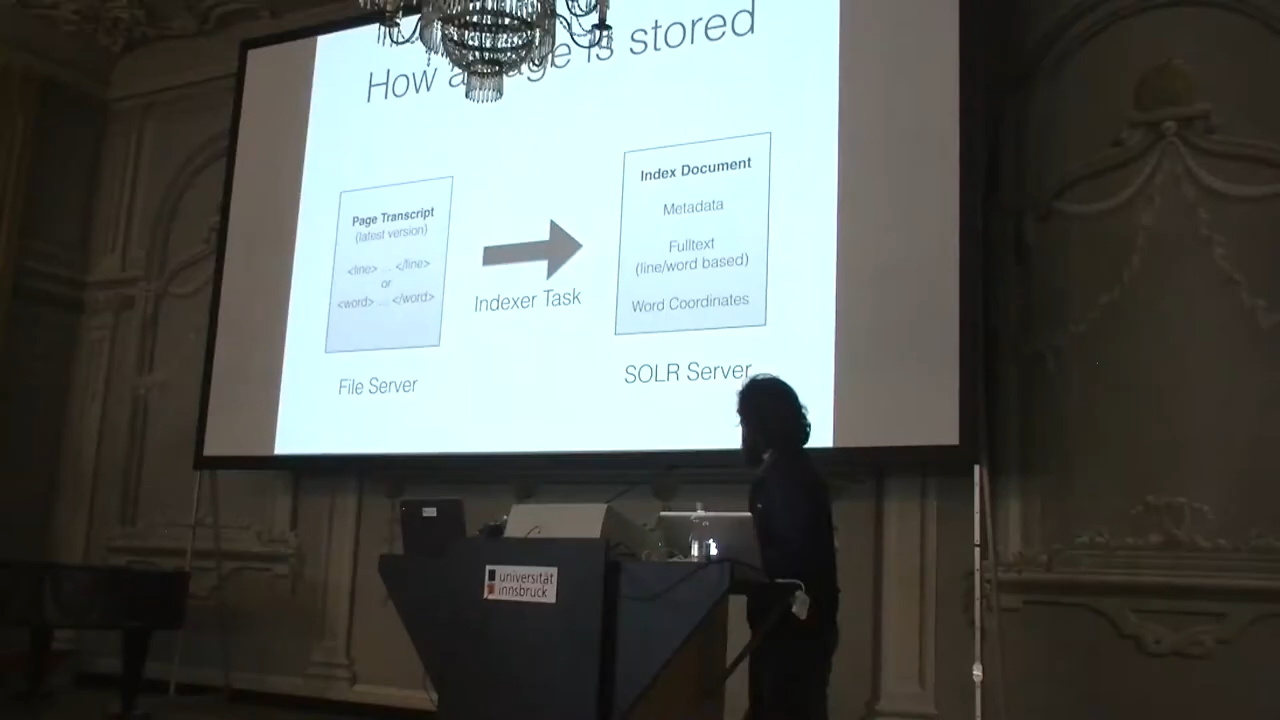 How a page is stored
Page Transcript
(latest version)
<line> ... </line>
or
<word> ... </word>
File Server
Indexer Task
Index Document
Metadata
Fulltext
(line/word based)
Word Coordinates
SOLR Server
universität
innsbruck